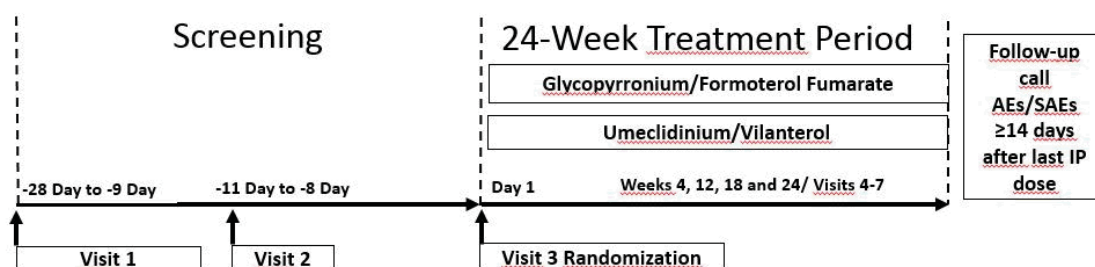 Screening
24-Week Treatment Period
Glycopyrronium/Formoterol Fumarate
Umeclidinium/Vilanterol
Follow-up
call
AEs/SAEs
≥14 days
after last IP
dose
-28 Day to -9 Day
-11 Day to -8 Day
Day 1
Weeks 4, 12, 18 and 24/ Visits 4-7
Visit 1
Visit 2
Visit 3 Randomization